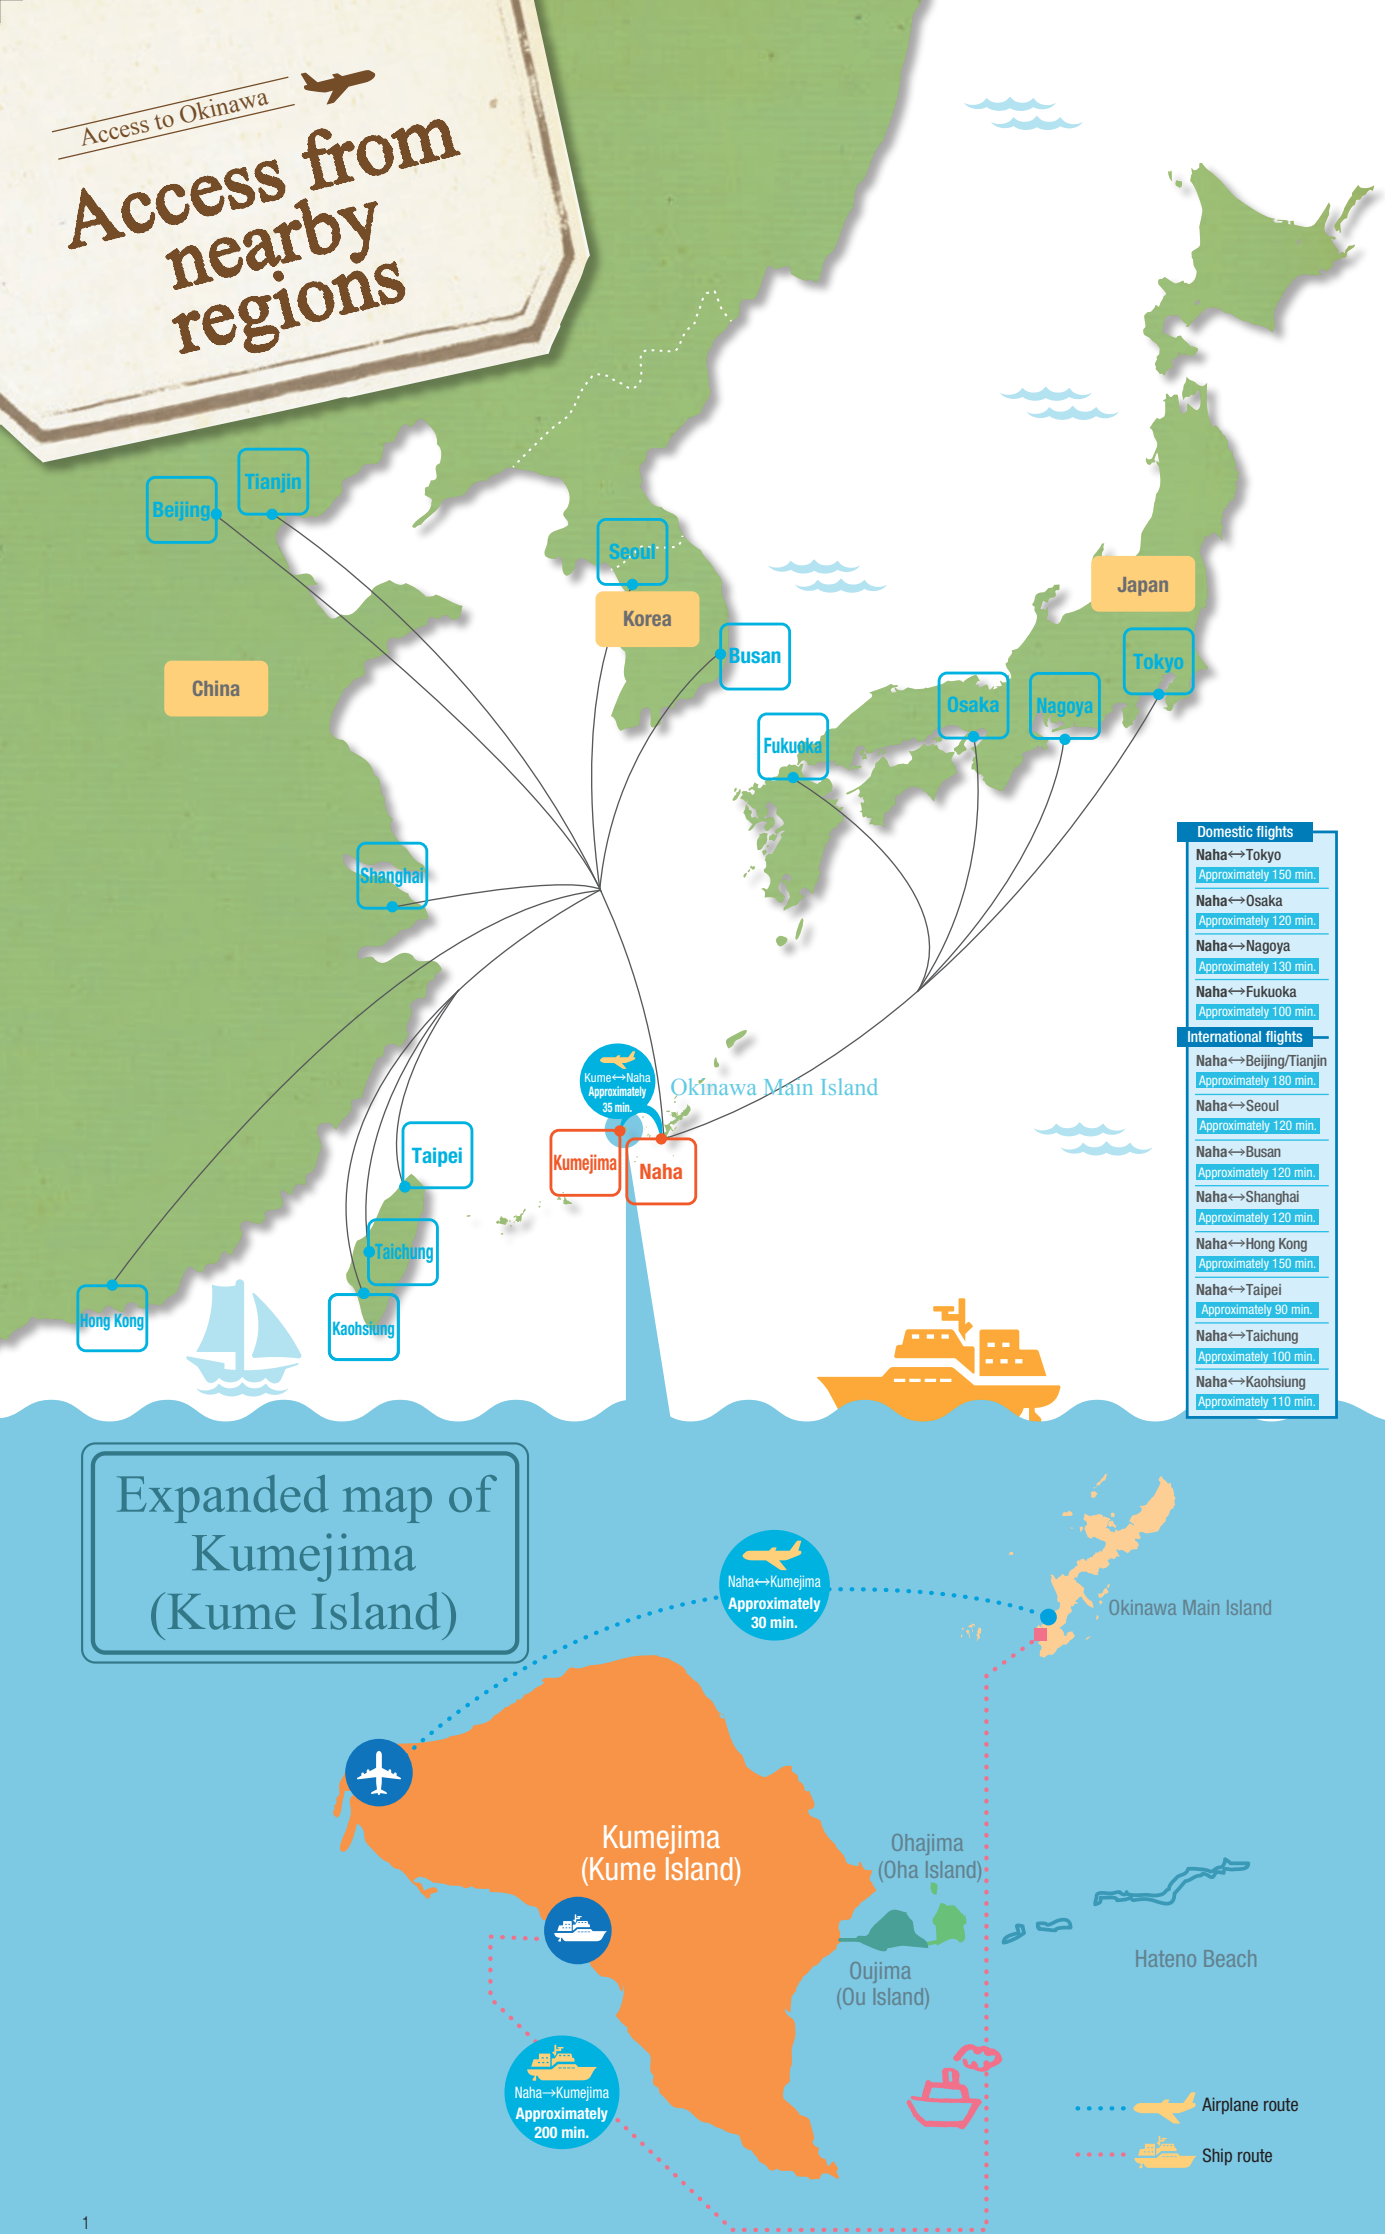 Access to Okinawa
Access from
nearby
regions
Tianjin
Beijing
Seoul
Korea
Japan
Busan
Tokyo
China
Osaka
Nagoya
Fukuoka
Shanghai
Domestic flights
Naha↔Tokyo
Approximately 150 min.
Naha↔Osaka
Approximately 120 min.
Naha↔Nagoya
Approximately 130 min.
Naha↔Fukuoka
Approximately 100 min.
International flights
Naha↔Beijing/Tianjin
Approximately 180 min.
Naha↔Seoul
Approximately 120 min.
Naha↔Busan
Approximately 120 min.
Naha↔Shanghai
Approximately 120 min.
Naha↔Hong Kong
Approximately 150 min.
Naha↔Taipei
Approximately 90 min.
Naha↔Taichung
Approximately 100 min.
Naha↔Kaohsiung
Approximately 110 min.
Kume↔Naha
Approximately
35 min.
Okinawa Main Island
Kumejima
Naha
Taipei
Taichung
Hong Kong
Kaohsiung
Expanded map of
Kumejima
(Kume Island)
Naha↔Kumejima
Approximately
30 min.
Okinawa Main Island
Kumejima
(Kume Island)
Ohajima
(Oha Island)
Hateno Beach
Oujima
(Ou Island)
Naha→Kumejima
Approximately
200 min.
Airplane route
Ship route
1